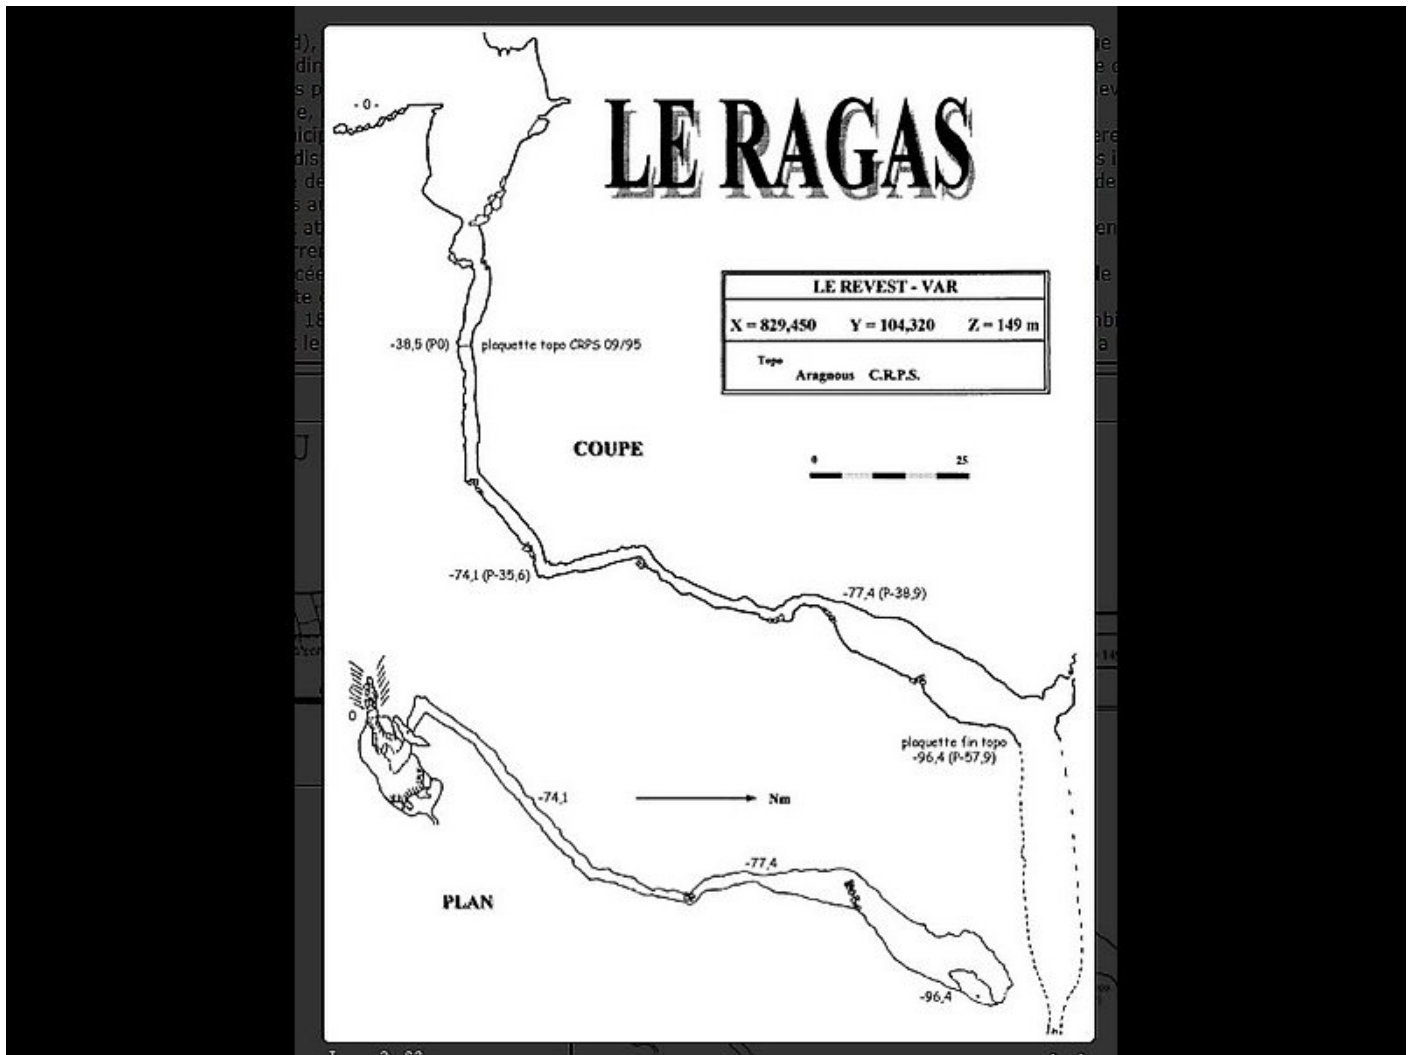 - 0 -
LE RAGAS
LE REVEST - VAR
X = 829,450 Y = 104,320 Z = 149 m
Topo
Aragnous C.R.P.S.
-38,5 (P0) plaquette topo CRPS 09/95
COUPE
0 25
-74,1 (P-35,6)
-77,4 (P-38,9)
0
plaquette fin topo
-96,4 (P-57,9)
-74,1
Nm
-77,4
PLAN
-96,4